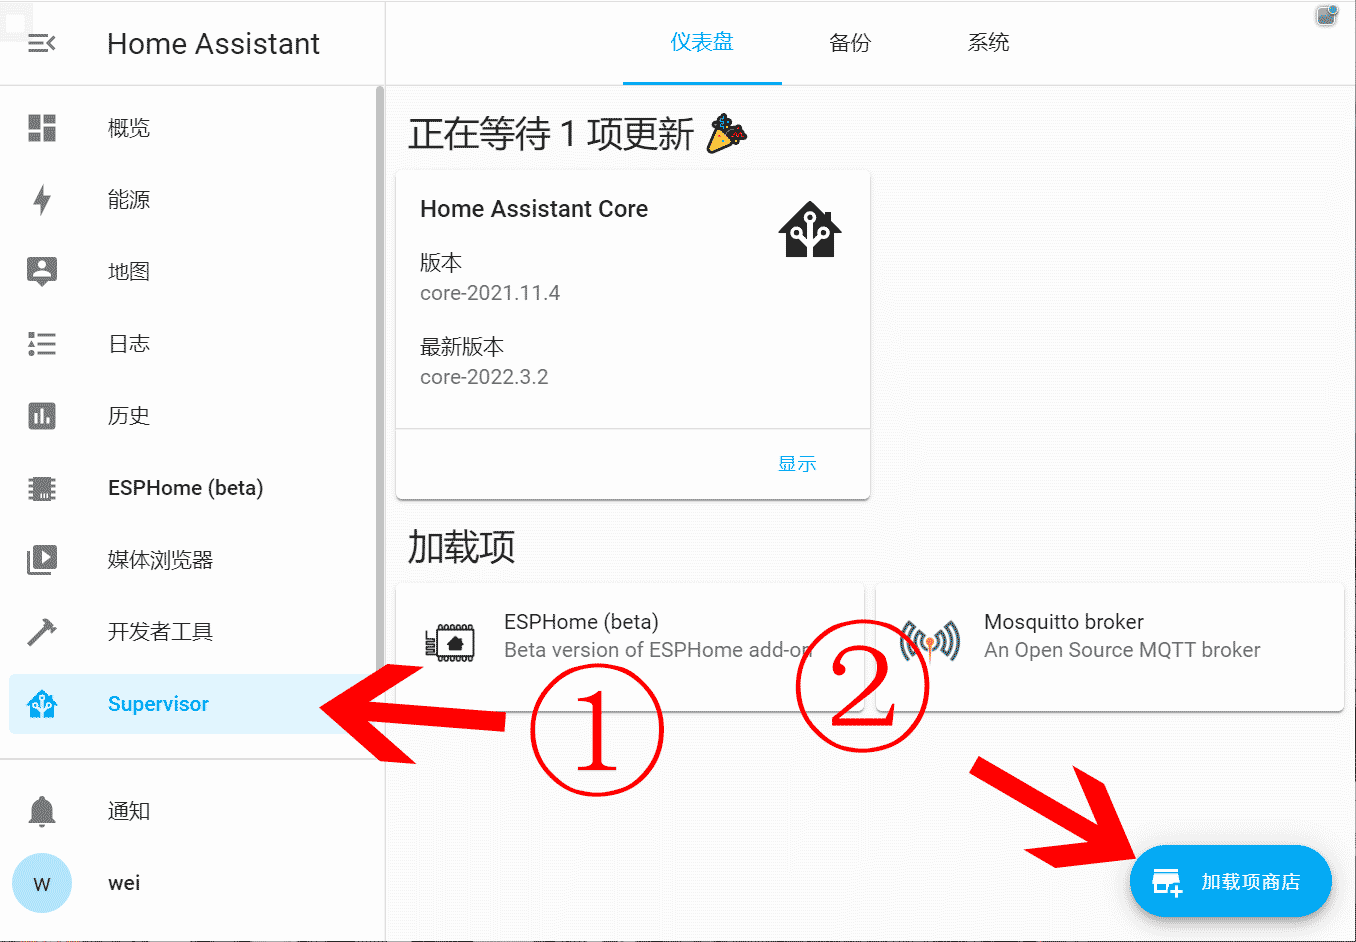 Home Assistant
仪表盘
备份
系统
概览
能源
地图
日志
历史
ESPHome (beta)
媒体浏览器
开发者工具
Supervisor
通知
W
wei
正在等待 1 项更新
Home Assistant Core
版本
core-2021.11.4
最新版本
core-2022.3.2
显示
加载项
ESPHome (beta)
Beta version of ESPHome add-on
Mosquitto broker
An Open Source MQTT broker
①
②
加载项商店